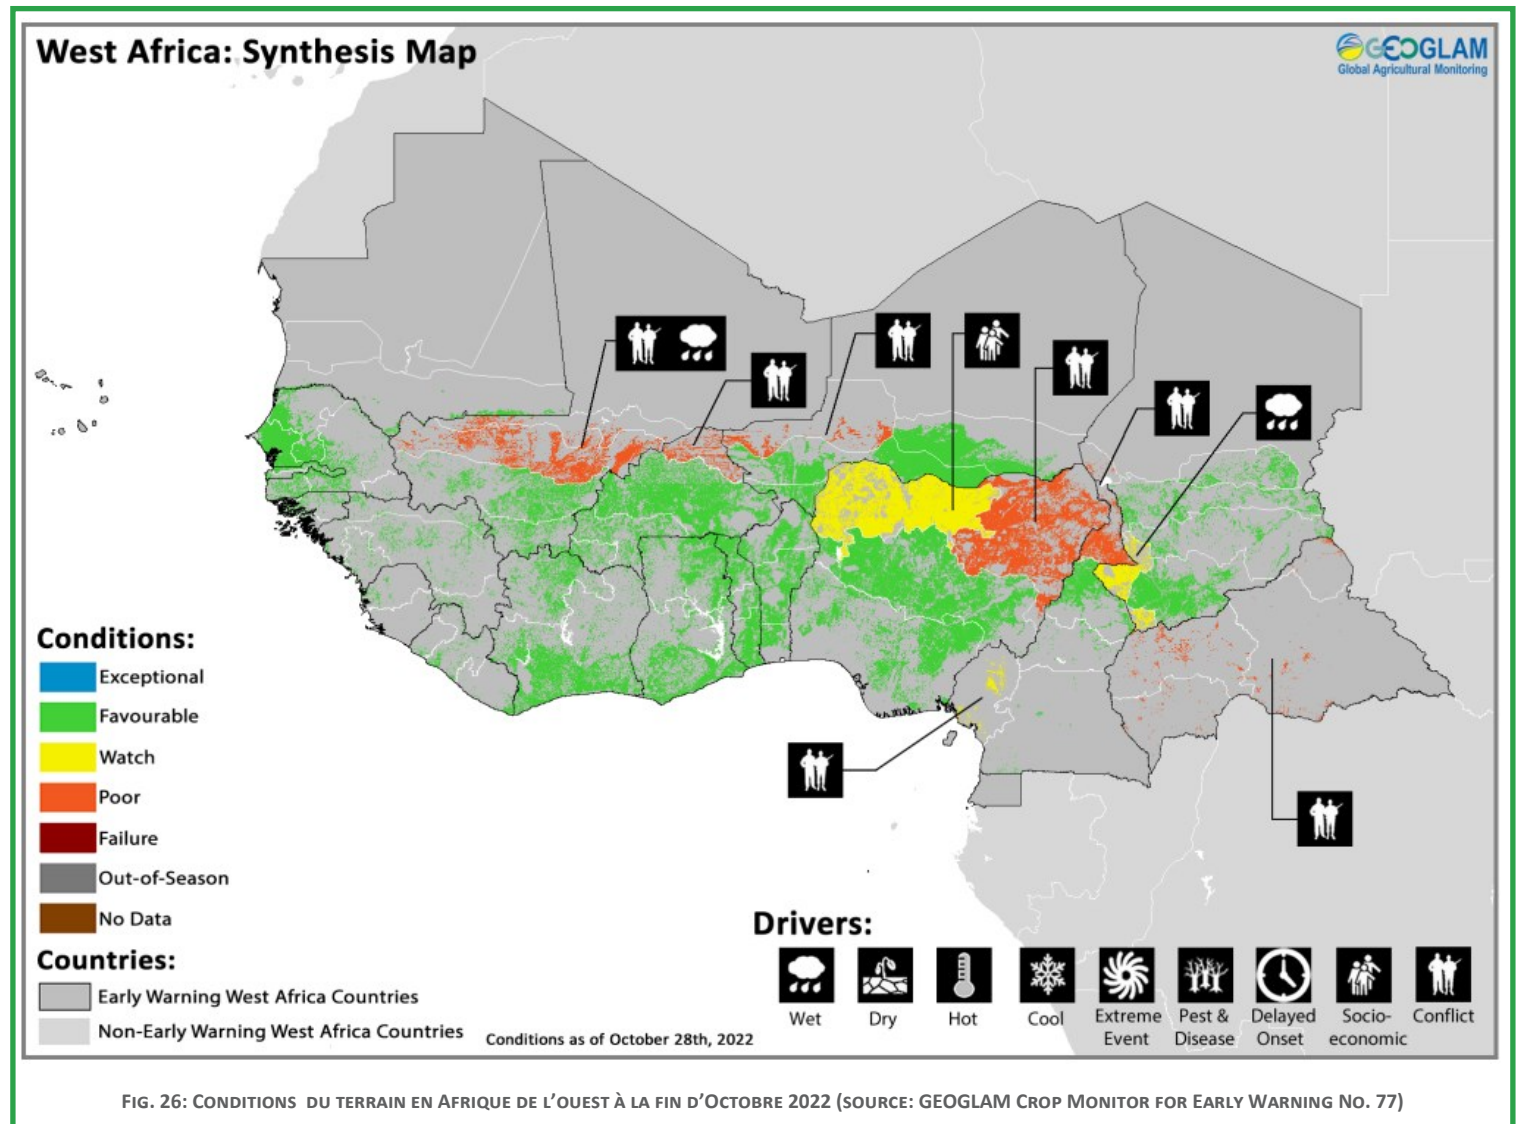 West Africa: Synthesis Map
GEOGLAM
Global Agricultural Monitoring
Conditions:
Exceptional
Favourable
Watch
Poor
Failure
Out-of-Season
No Data
Countries:
Early Warning West Africa Countries
Non-Early Warning West Africa Countries
Conditions as of October 28th, 2022
Drivers:
Wet
Dry
Hot
Cool
Extreme
Event
Pest &
Disease
Delayed
Onset
Socio-
economic
Conflict
FIG. 26: CONDITIONS DU TERRAIN EN AFRIQUE DE L'OUEST À LA FIN D'OCTOBRE 2022 (SOURCE: GEOGLAM CROP MONITOR FOR EARLY WARNING NO. 77)